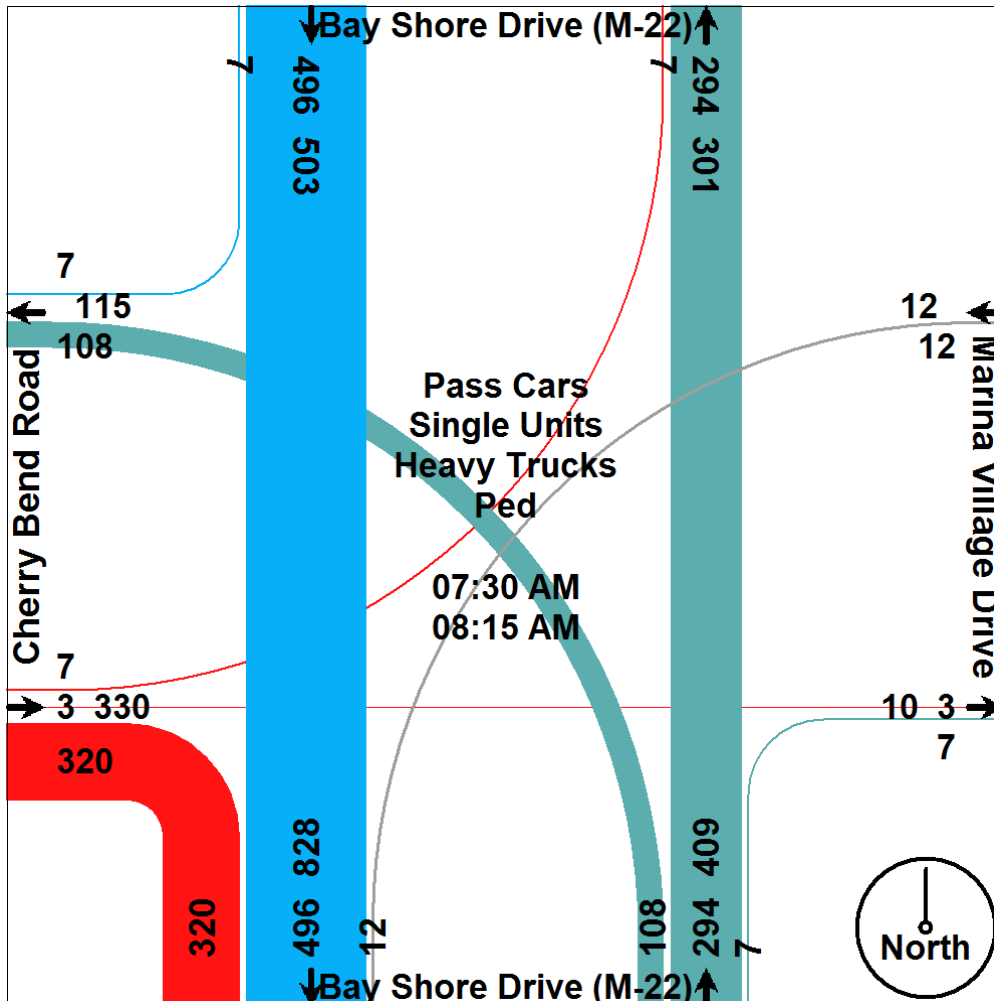 Bay Shore Drive (M-22)
7
496 503
7
294 301
7
115
108
12
12
Cherry Bend Road
Marina Village Drive
Pass Cars
Single Units
Heavy Trucks
Ped
07:30 AM
08:15 AM
7
3 330
320
10 3
7
320
496 828
12
108
294 409
7
North
Bay Shore Drive (M-22)